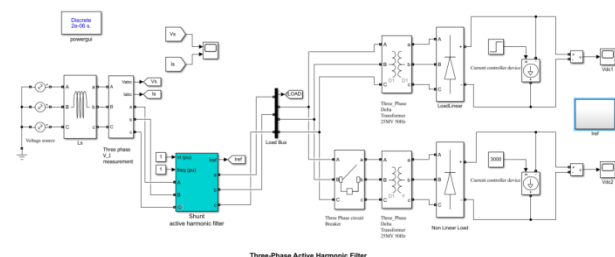 Discrete
2e-06 s.
powergui
Vs
Is
Voltage source
A
B
C
Ls
A
B
C
Vabc
Iabc
a
b
c
Three phase
V_I
measurement
Vs
Is
1
1
freq (pu)
Iref
Iref
A
B
C
Shunt
active harmonic filter
LOAD
Load Bus
A
B
C
a
b
c
Three_Phase
Delta
Transformer
25MV 50Hz
A
B
C
LoadLinear
Current controller device
Vdc1
Iref
A
B
C
a
b
c
Three Phase circuit
Breaker
A
B
C
a
b
c
Three_Phase
Delta
Transformer
25MV 50Hz
A
B
C
Non Linear Load
3000
Current controller device
Vdc2
Three-Phase Active Harmonic Filter